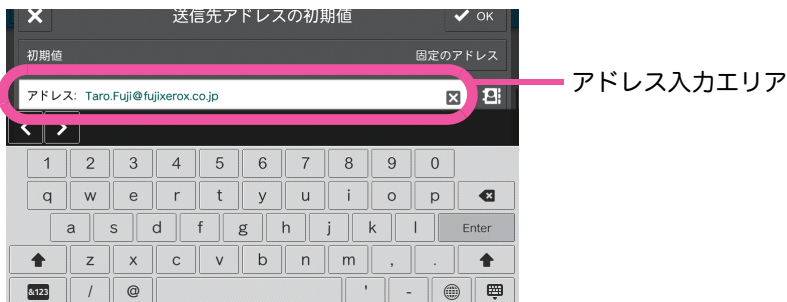 送信先アドレスの初期値 OK
初期値 固定のアドレス
アドレス: Taro.Fuji@fujixerox.co.jp
アドレス入力エリア
1 2 3 4 5 6 7 8 9 0
q w e r t y u i o p
a s d f g h j k l Enter
z x c v b n m , .
&123 / @ ' -